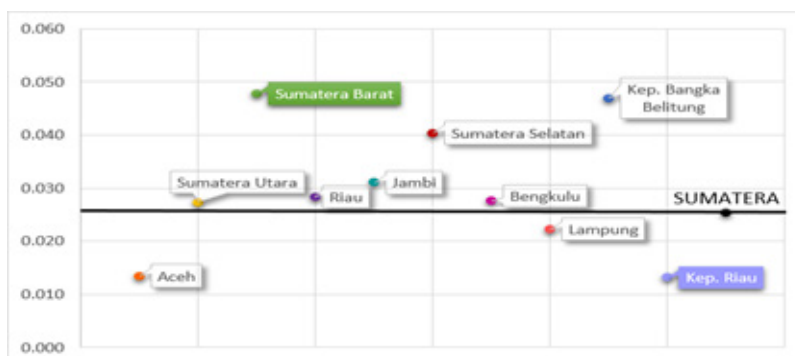 0.060
0.050
Sumatera Barat
Kep. Bangka
Belitung
0.040
Sumatera Selatan
0.030
Sumatera Utara
Riau
Jambi
Bengkulu
SUMATERA
0.020
Lampung
0.010
Aceh
Kep. Riau
0.000